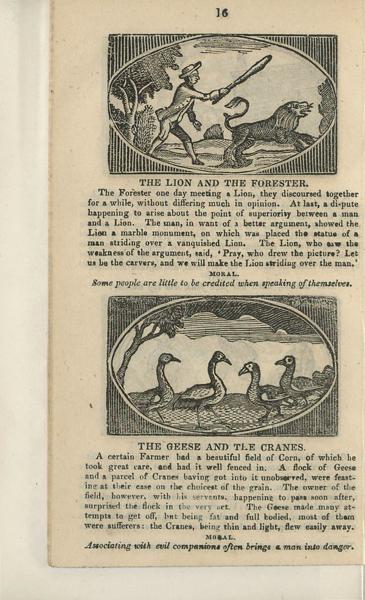 16
THE LION AND THE FORESTER.
The Forester one day meeting a Lion, they discoursed together
for a while, without differing much in opinion. At last, a dispute
happening to arise about the point of superiority between a man
and a Lion. The man, in want of a better argument, showed the
Lion a marble monument, on which was placed the statue of a
man striding over a vanquished Lion. The Lion, who saw the
weakness of the argument, said, 'Pray, who drew the picture? Let
us be the carvers, and we will make the Lion striding over the man.'
MORAL.
Some people are little to be credited when speaking of themselves.
THE GEESE AND THE CRANES.
A certain Farmer had a beautiful field of Corn, of which he
took great care, and had it well fenced in. A flock of Geese
and a parcel of Cranes having got into it unobserved, were feast-
ing at their ease on the choicest of the grain. The owner of the
field, however, with his servants, happening to pass soon after,
surprised the flock in the very act. The Geese made many at-
tempts to get off, but being fat and full bodied, most of them
were sufferers: the Cranes, being thin and light, flew easily away.
MORAL.
Associating with evil companions often brings a man into danger.